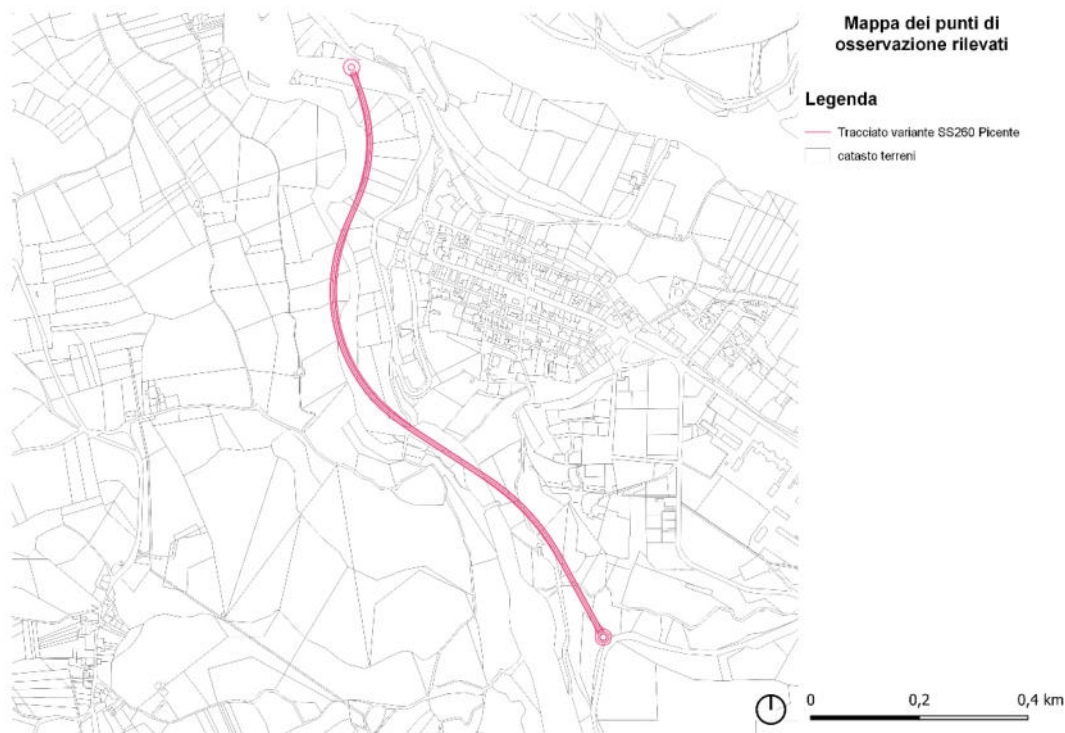 Mappa dei punti di
osservazione rilevati
Legenda
Tracciato variante SS260 Picente
catasto terreni
0 0,2 0,4 km